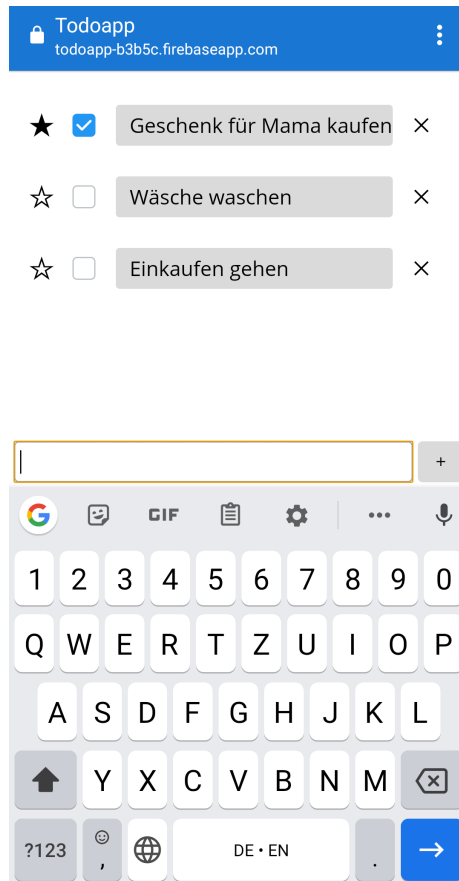 Todoapp
todoapp-b3b5c.firebaseapp.com
Geschenk für Mama kaufen
Wäsche waschen
Einkaufen gehen
+
GIF
1 2 3 4 5 6 7 8 9 0
Q W E R T Z U I O P
A S D F G H J K L
Y X C V B N M
?123 , DE • EN .